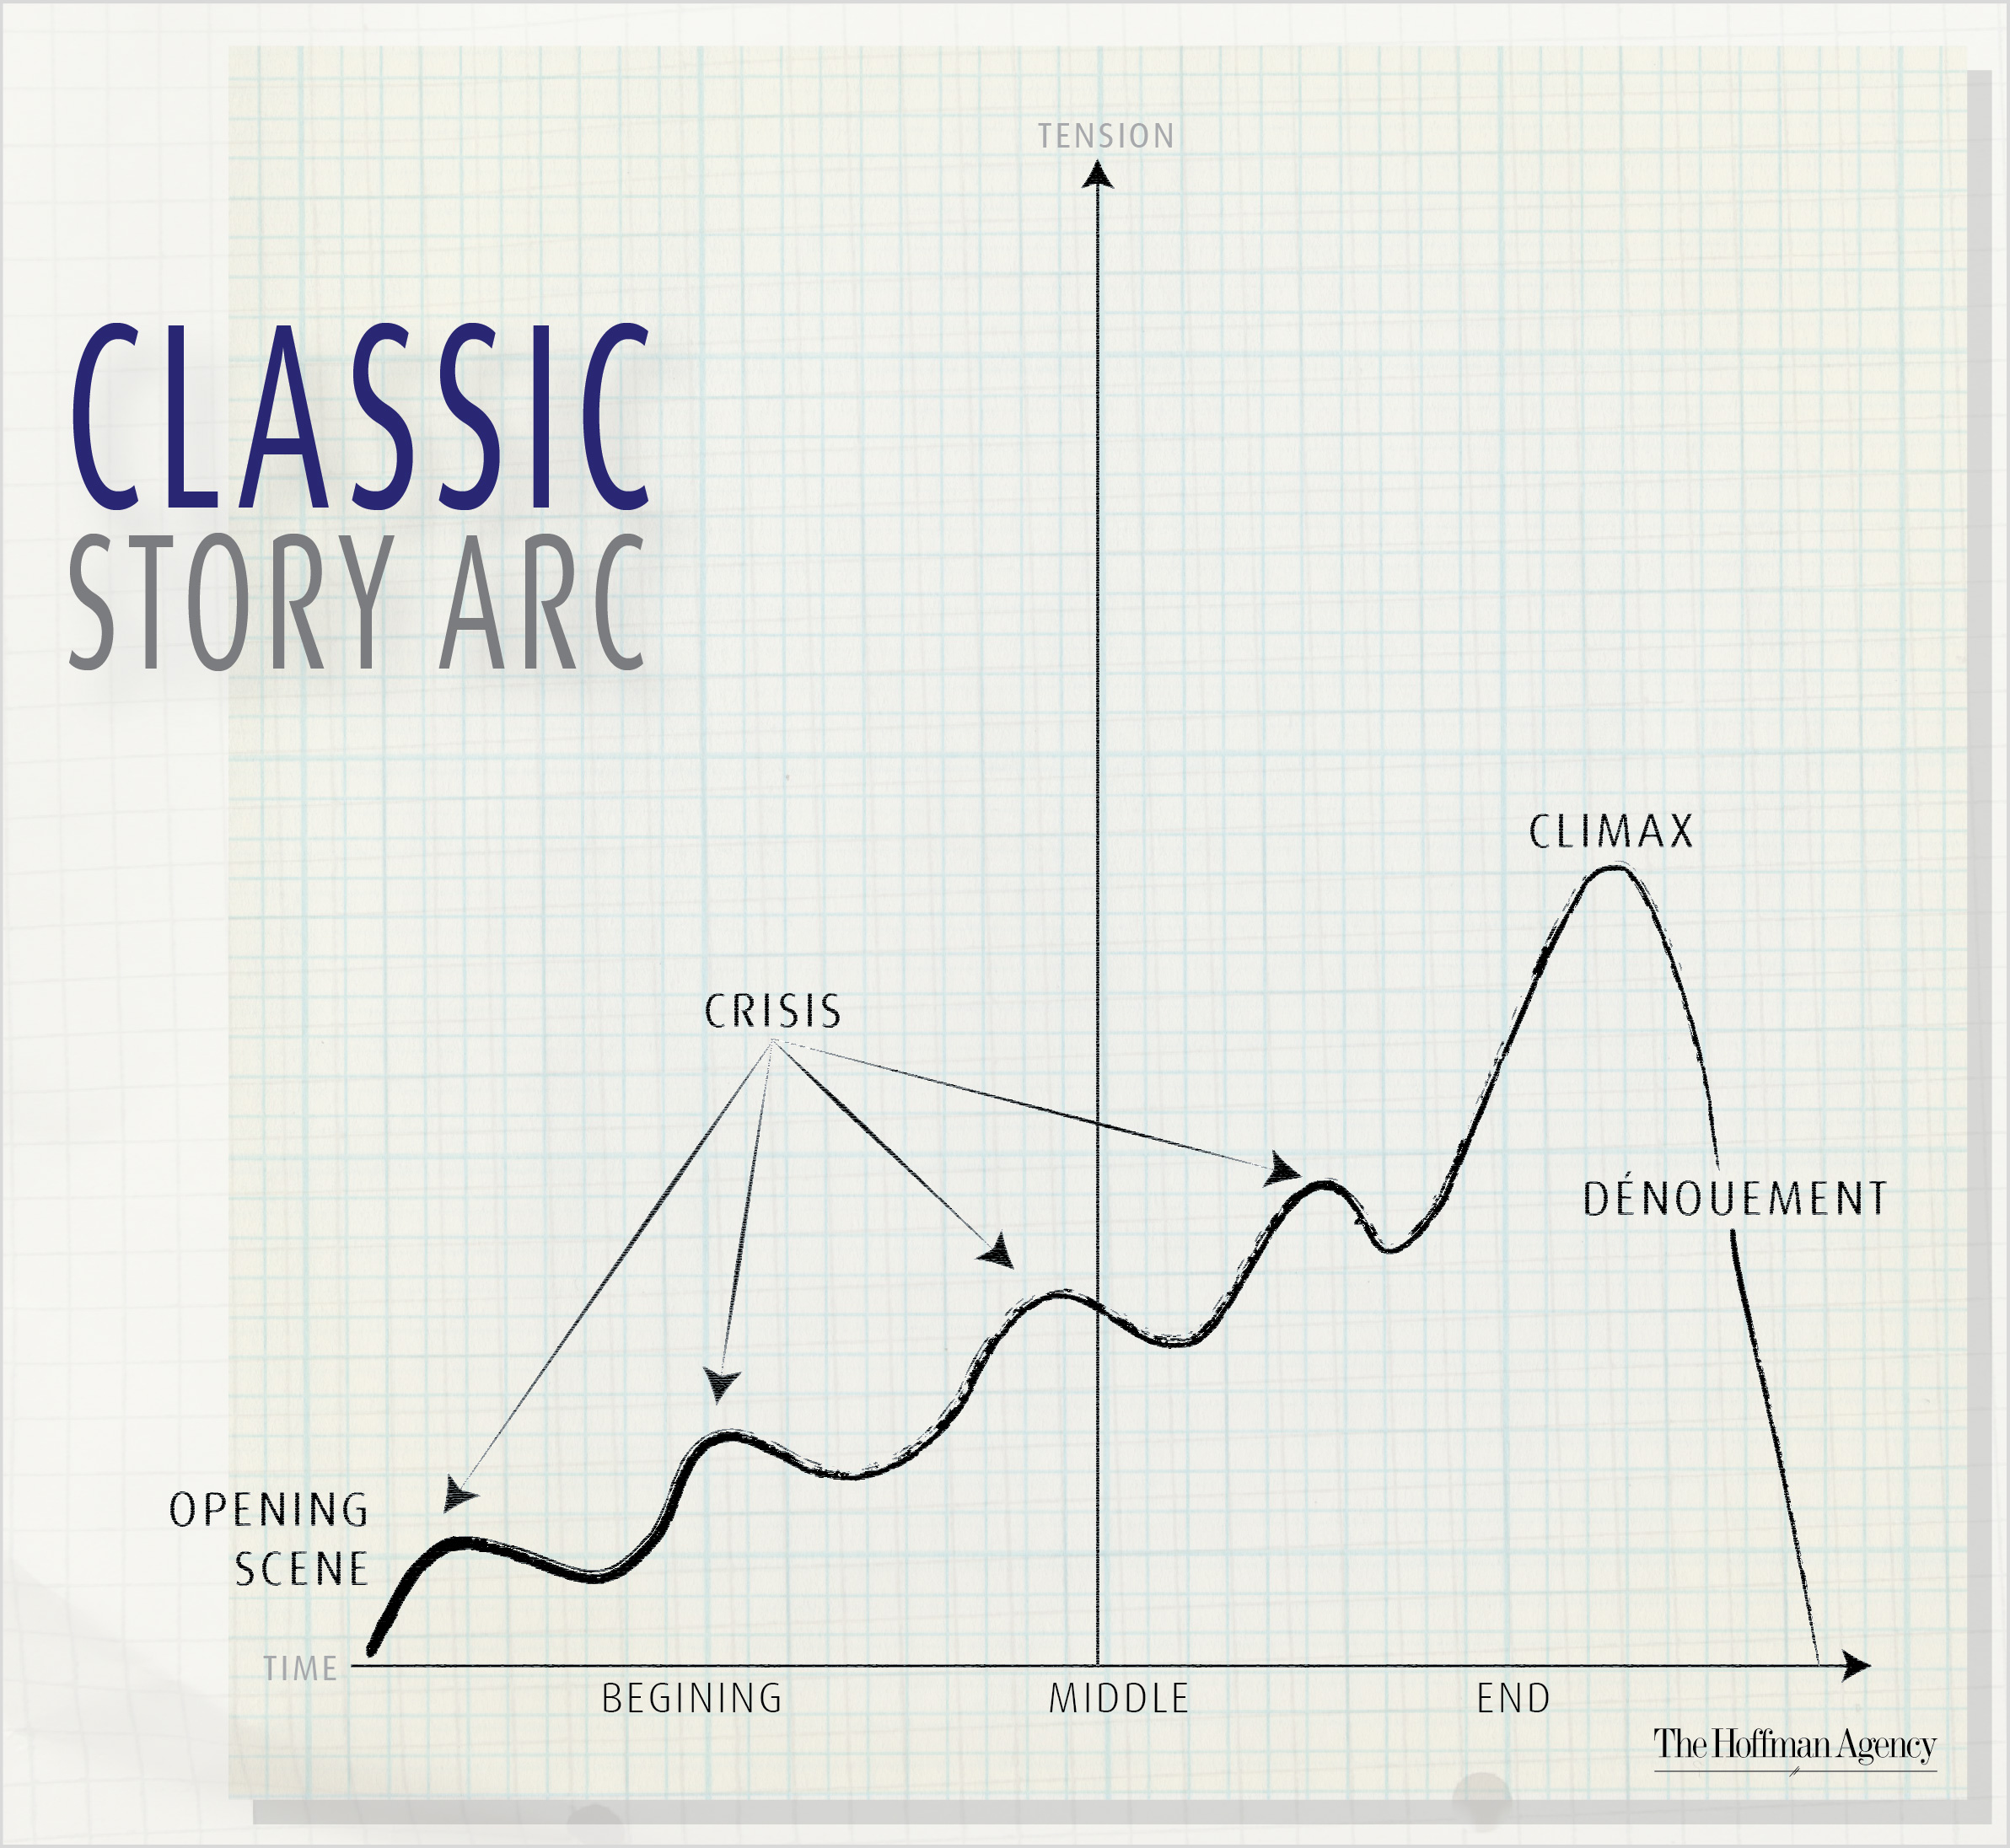 TENSION
CLASSIC
STORY ARC
CLIMAX
CRISIS
DÉNOUEMENT
OPENING
SCENE
TIME
BEGINING
MIDDLE
END
The Hoffman Agency